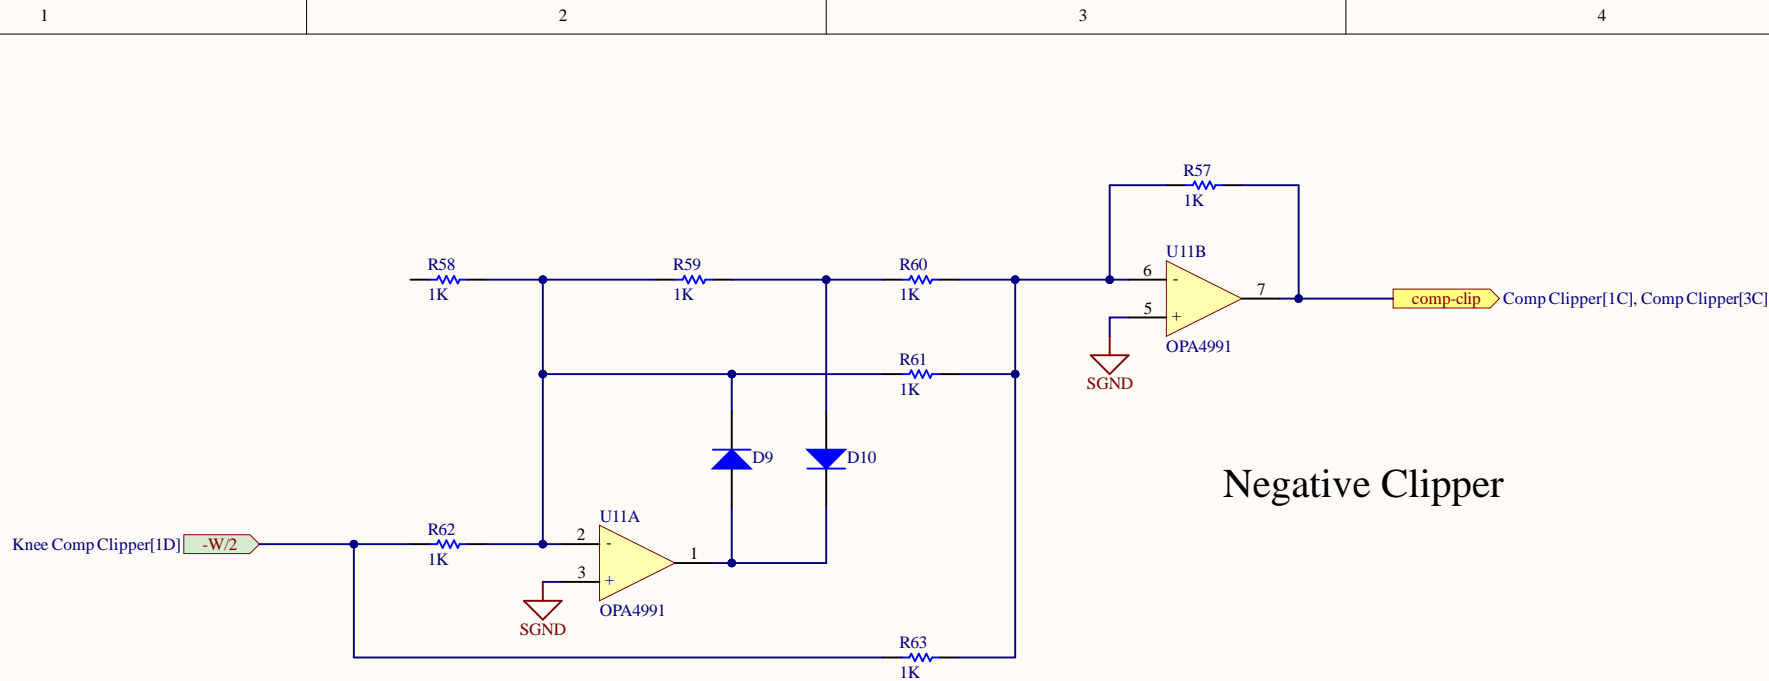 1 2 3 4
R57
1K
U11B
R58 R59 R60
6
-
1K 1K 1K
7
comp-clip Comp Clipper[1C], Comp Clipper[3C]
5
+
OPA4991
R61
SGND
1K
D9 D10
Negative Clipper
U11A
R62
2
-
Knee Comp Clipper[1D] -W/2
1K
1
3
+
OPA4991
SGND
R63
1K